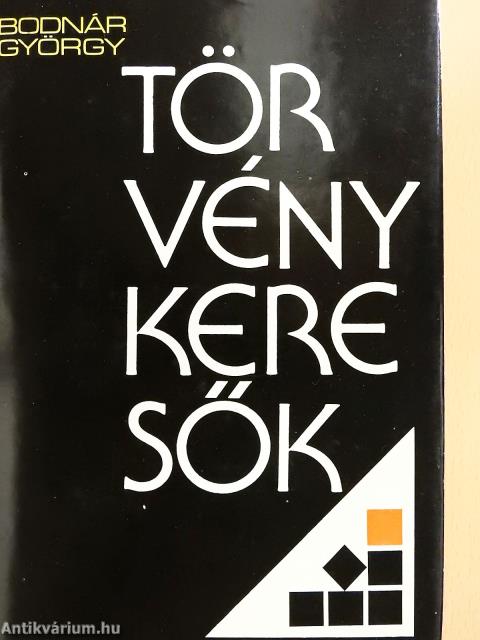 BODNÁR
GYÖRGY
TÖR
VÉNY
KERE
SŐK
Antikvárium.hu